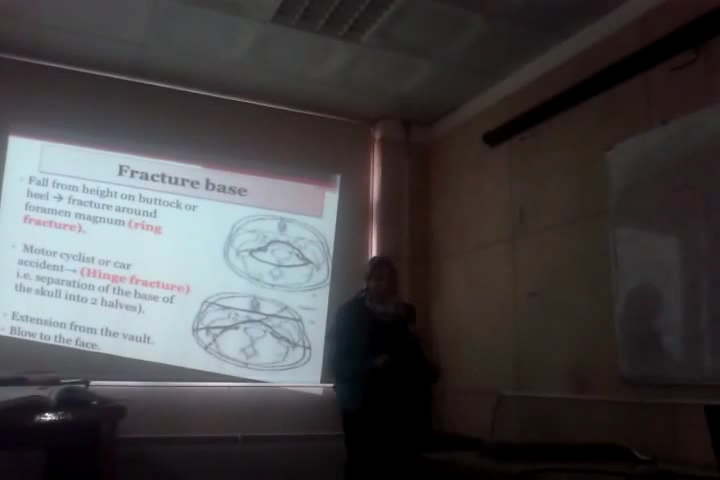 Fracture base
Fall from height on buttock or
heel → fracture around
foramen magnum (ring
fracture).
Motor cyclist or car
accident→ (Hinge fracture)
i.e. separation of the base of
the skull into 2 halves).
Extension from the vault.
Blow to the face.